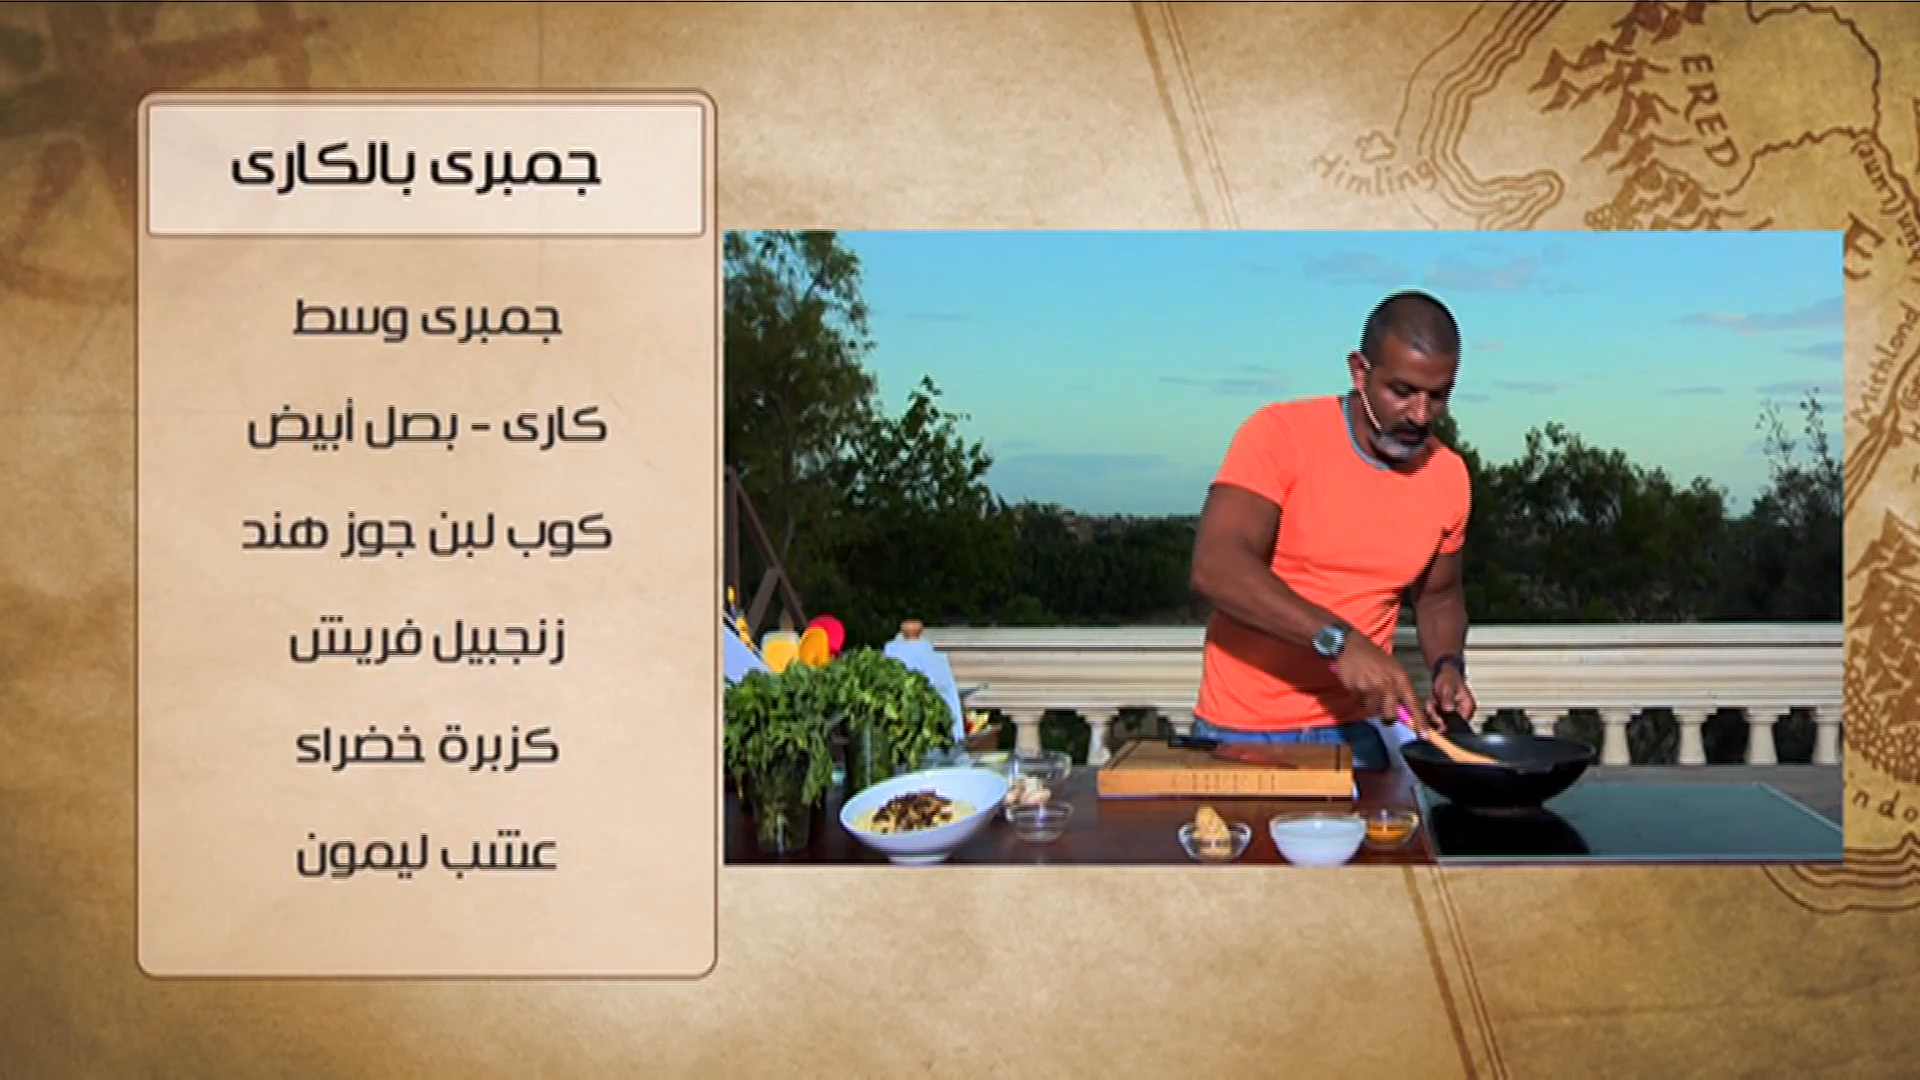 جمبرى بالكارى
جمبرى وسط
كارى - بصل أبيض
كوب لبن جوز هند
زنجبيل فريش
كزبرة خضراء
عشب ليمون
ERED
Himling
Mithlond